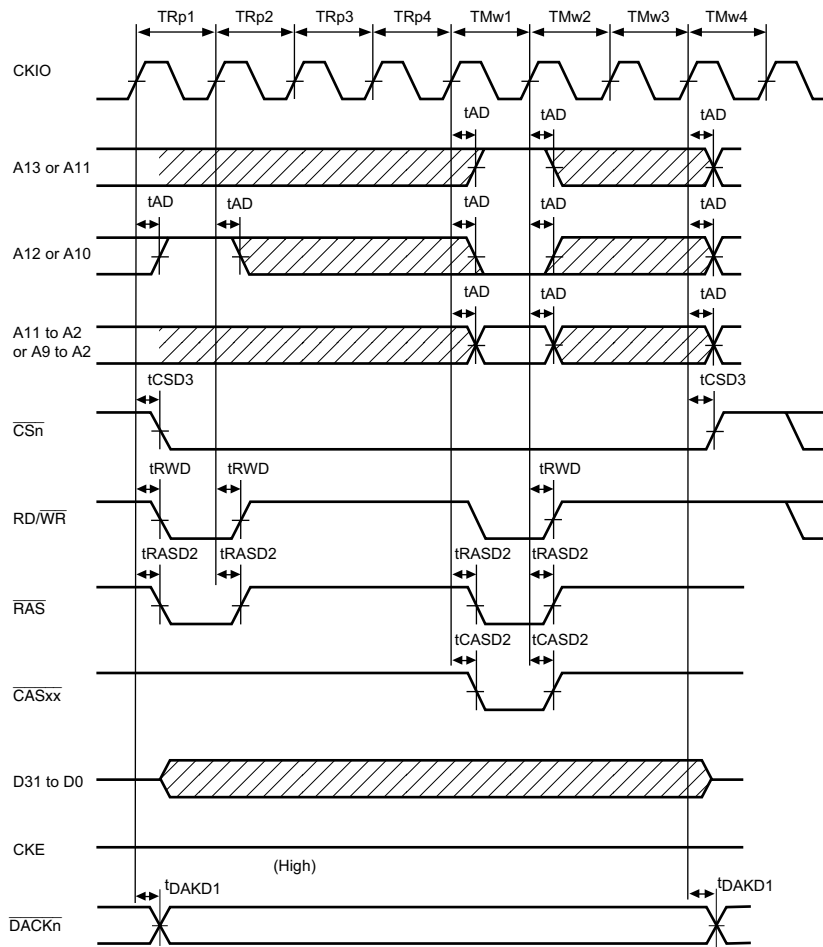 TRp1 TRp2 TRp3 TRp4 TMw1 TMw2 TMw3 TMw4
CKIO
tAD tAD tAD
A13 or A11
tAD tAD tAD tAD tAD
A12 or A10
tAD tAD tAD
A11 to A2
or A9 to A2
tCSD3 tCSD3
CSn
tRWD tRWD tRWD
RD/WR
tRASD2 tRASD2 tRASD2 tRASD2
RAS
tCASD2 tCASD2
CASxx
D31 to D0
CKE
(High)
tDAKD1 tDAKD1
DACKn